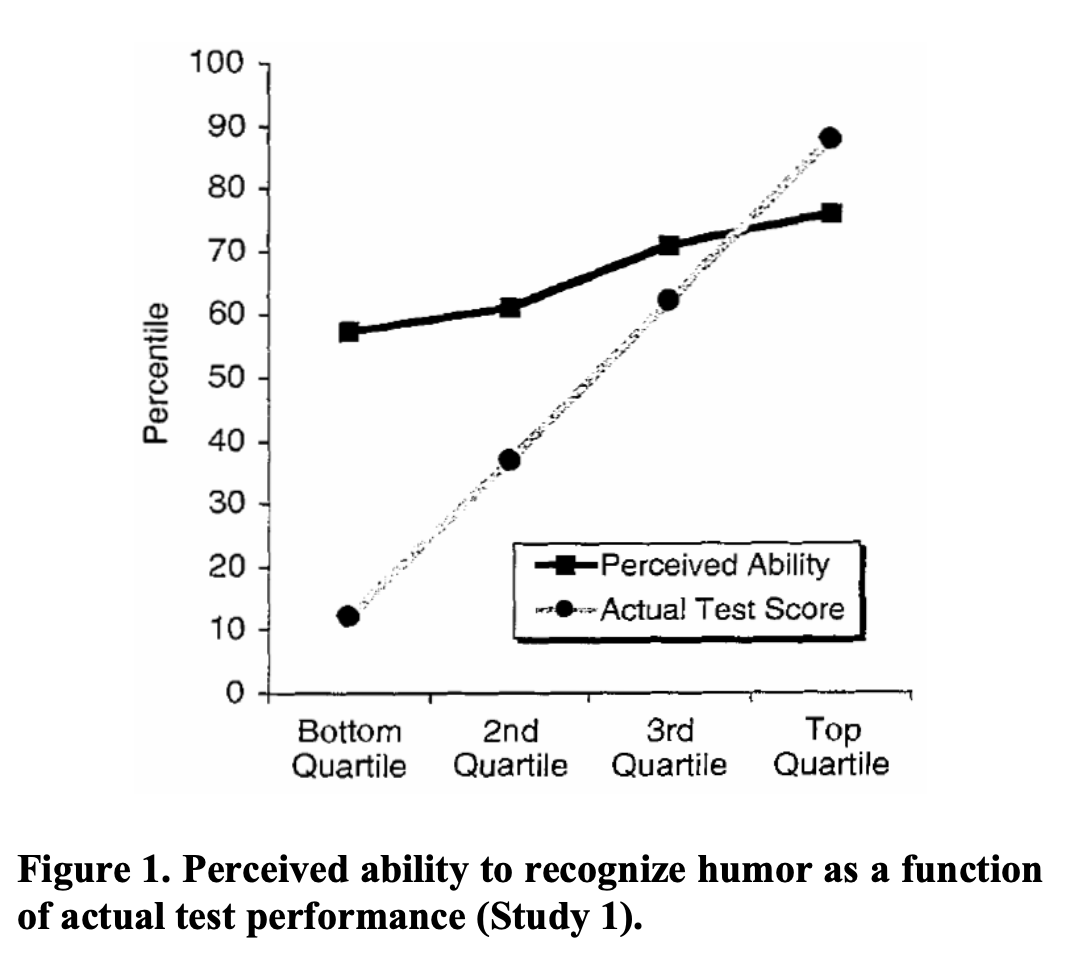 100
90
80
70
60
50
40
30
20
10
0
Percentile
Perceived Ability
Actual Test Score
Bottom Quartile
2nd Quartile
3rd Quartile
Top Quartile
Figure 1. Perceived ability to recognize humor as a function
of actual test performance (Study 1).